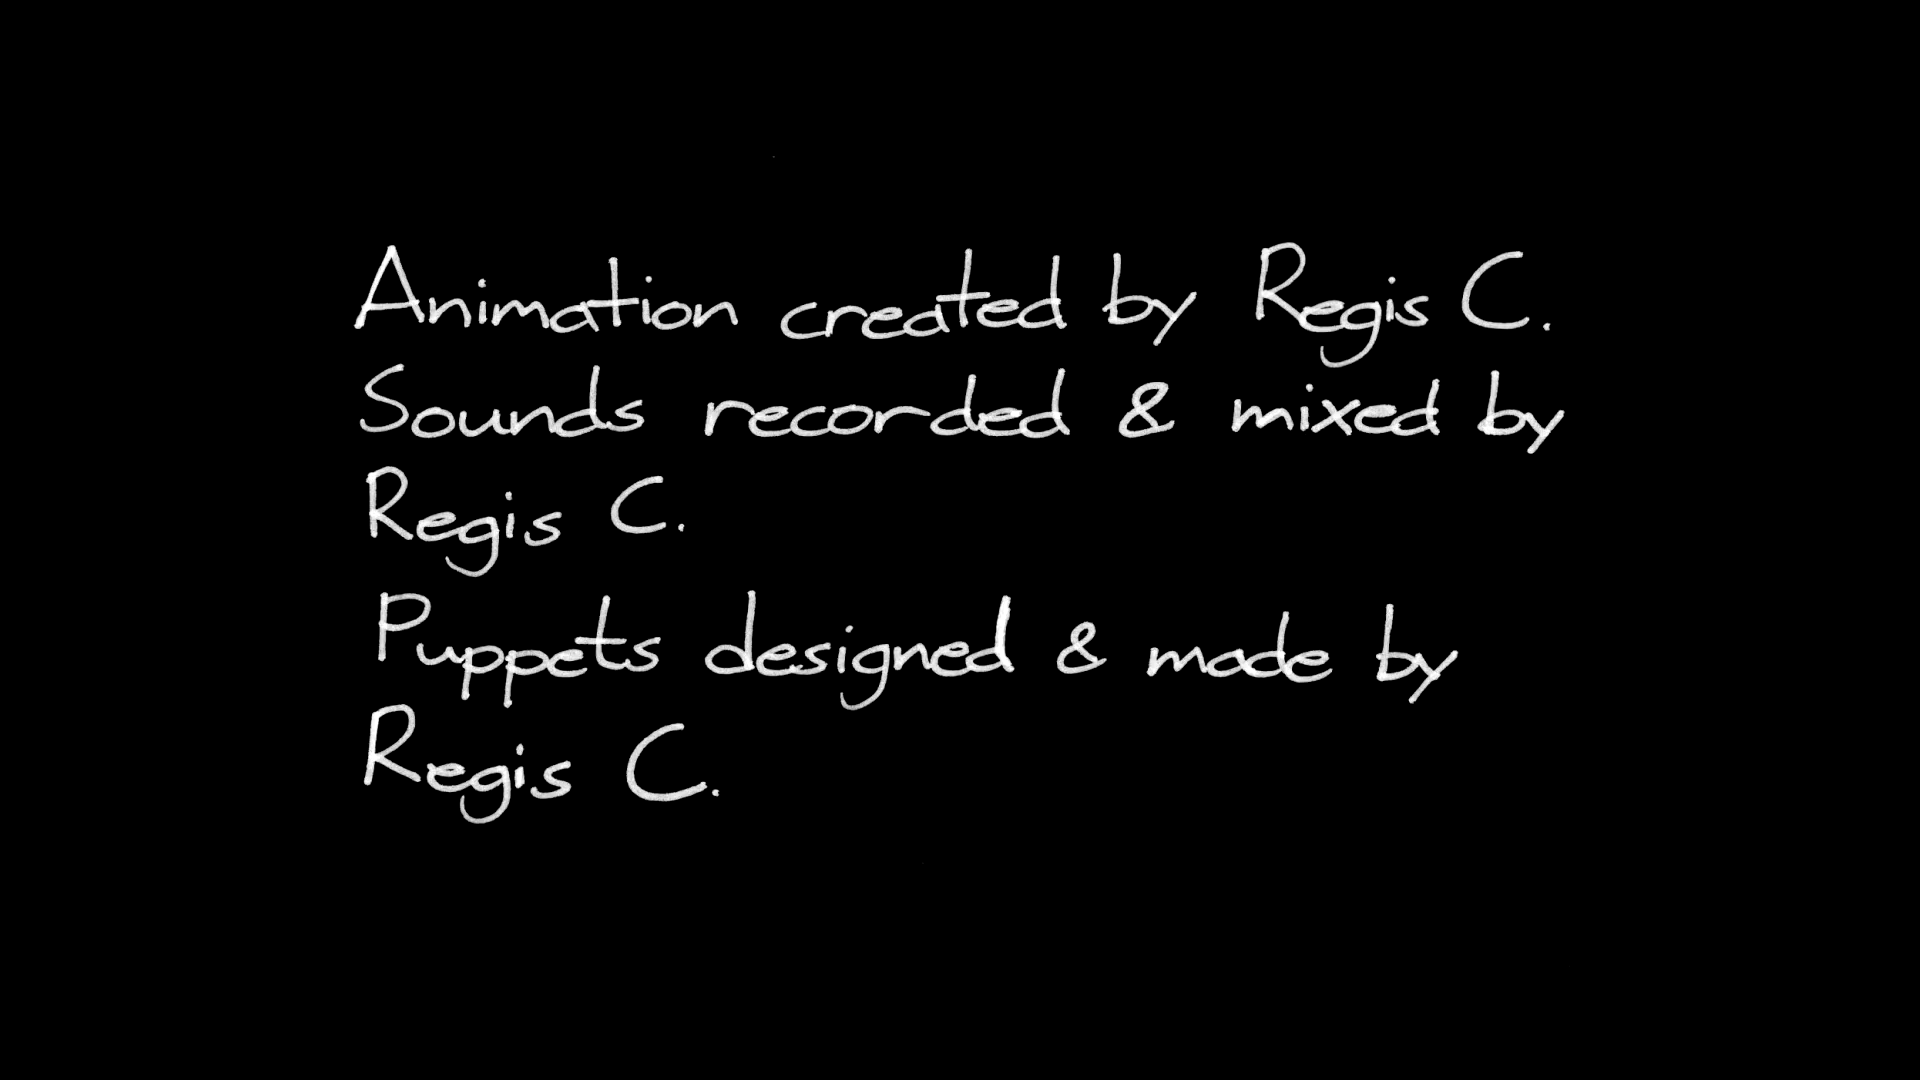 Animation created by Regis C.
Sounds recorded & mixed by
Regis C.
Puppets designed & made by
Regis C.